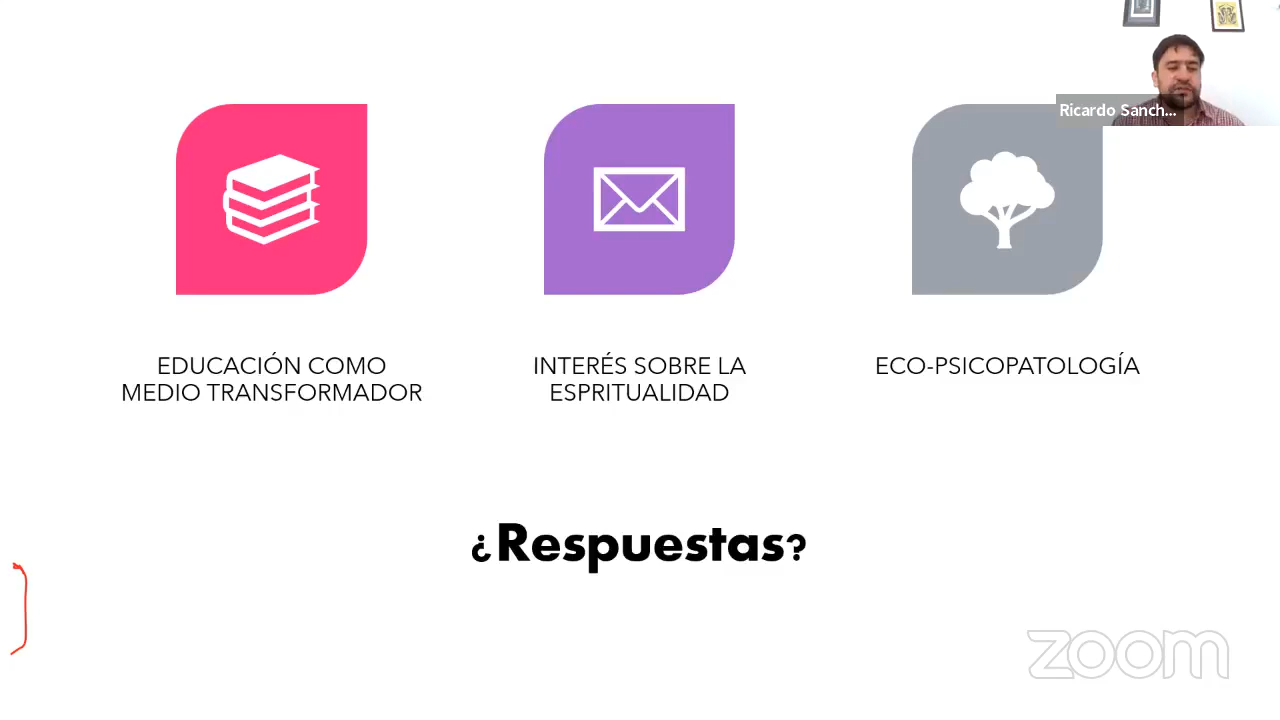 Ricardo Sanch...
EDUCACIÓN COMO
MEDIO TRANSFORMADOR
INTERÉS SOBRE LA
ESPRITUALIDAD
ECO-PSICOPATOLOGÍA
¿Respuestas?
zoom